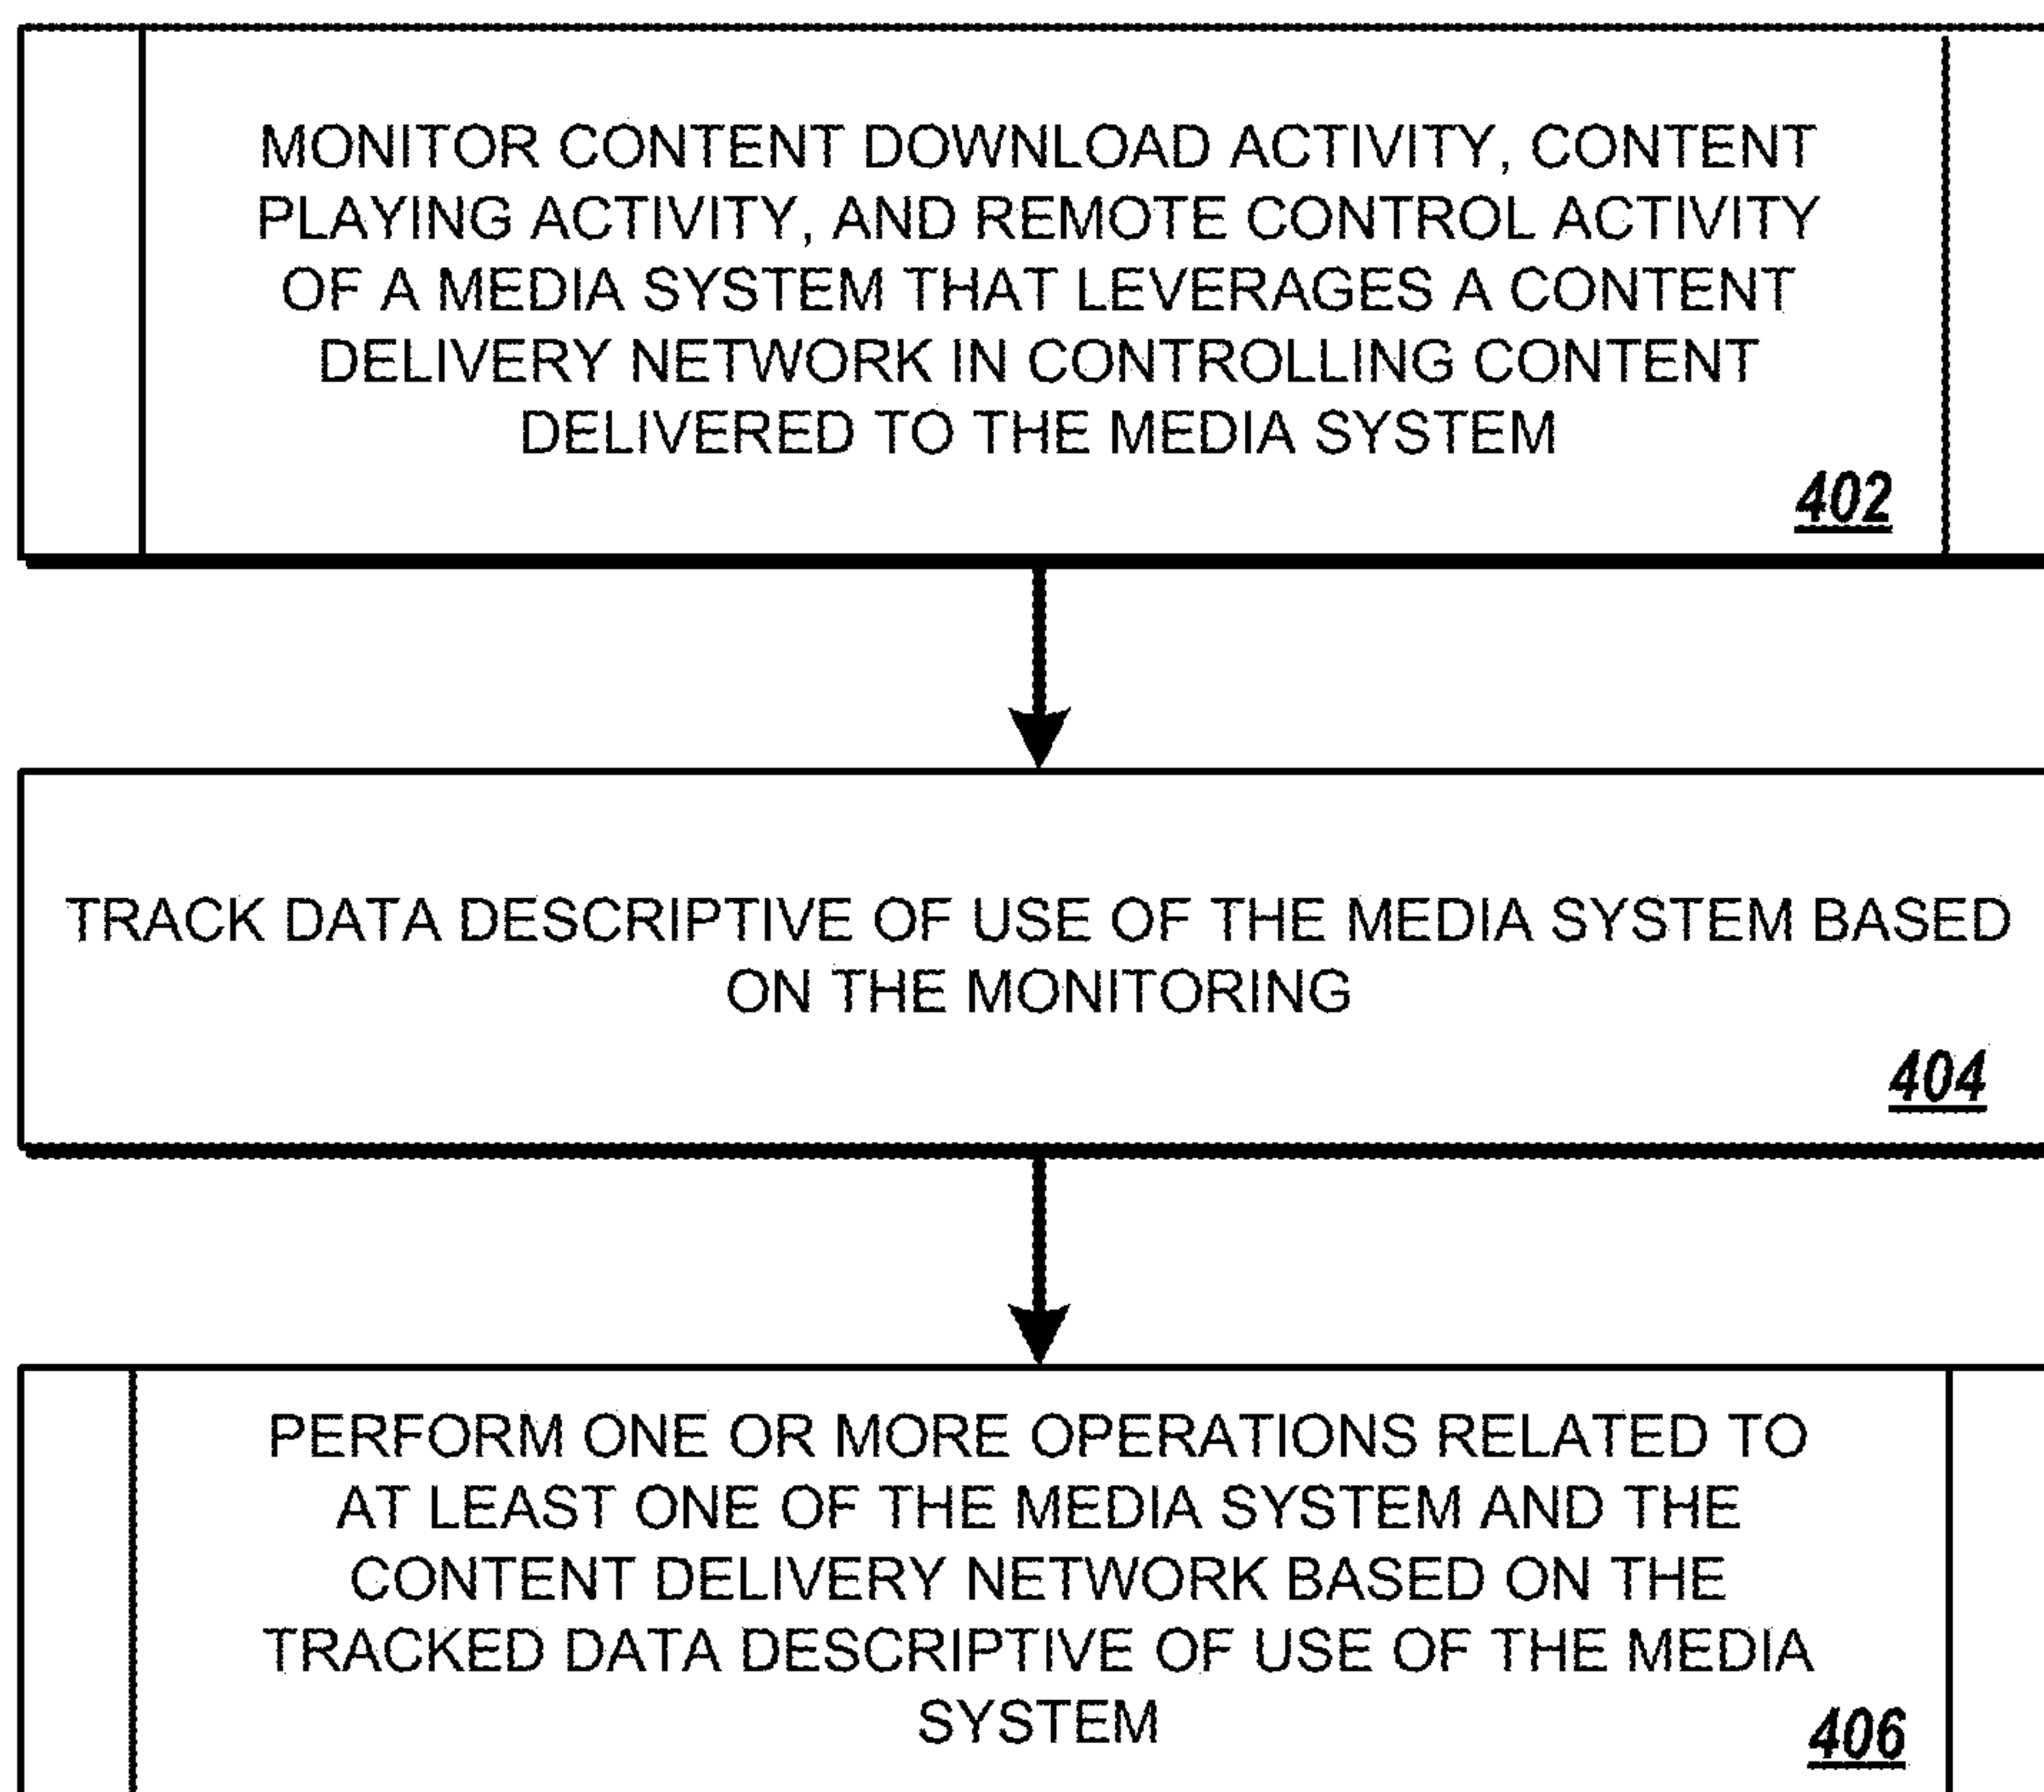 MONITOR CONTENT DOWNLOAD ACTIVITY, CONTENT
PLAYING ACTIVITY, AND REMOTE CONTROL ACTIVITY
OF A MEDIA SYSTEM THAT LEVERAGES A CONTENT
DELIVERY NETWORK IN CONTROLLING CONTENT
DELIVERED TO THE MEDIA SYSTEM
402
TRACK DATA DESCRIPTIVE OF USE OF THE MEDIA SYSTEM BASED
ON THE MONITORING
404
PERFORM ONE OR MORE OPERATIONS RELATED TO
AT LEAST ONE OF THE MEDIA SYSTEM AND THE
CONTENT DELIVERY NETWORK BASED ON THE
TRACKED DATA DESCRIPTIVE OF USE OF THE MEDIA
SYSTEM
406